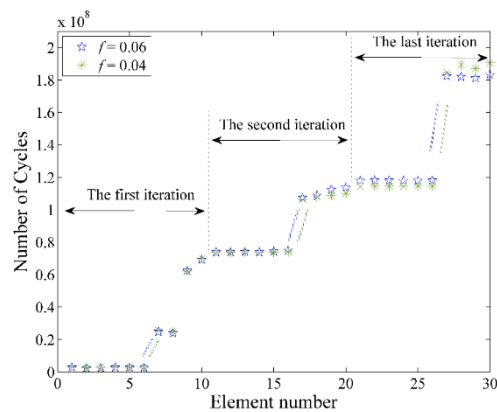 × 10⁸
f = 0.06
f = 0.04
The last iteration
The second iteration
The first iteration
Number of Cycles
2
1.8
1.6
1.4
1.2
1
0.8
0.6
0.4
0.2
0
0 5 10 15 20 25 30
Element number